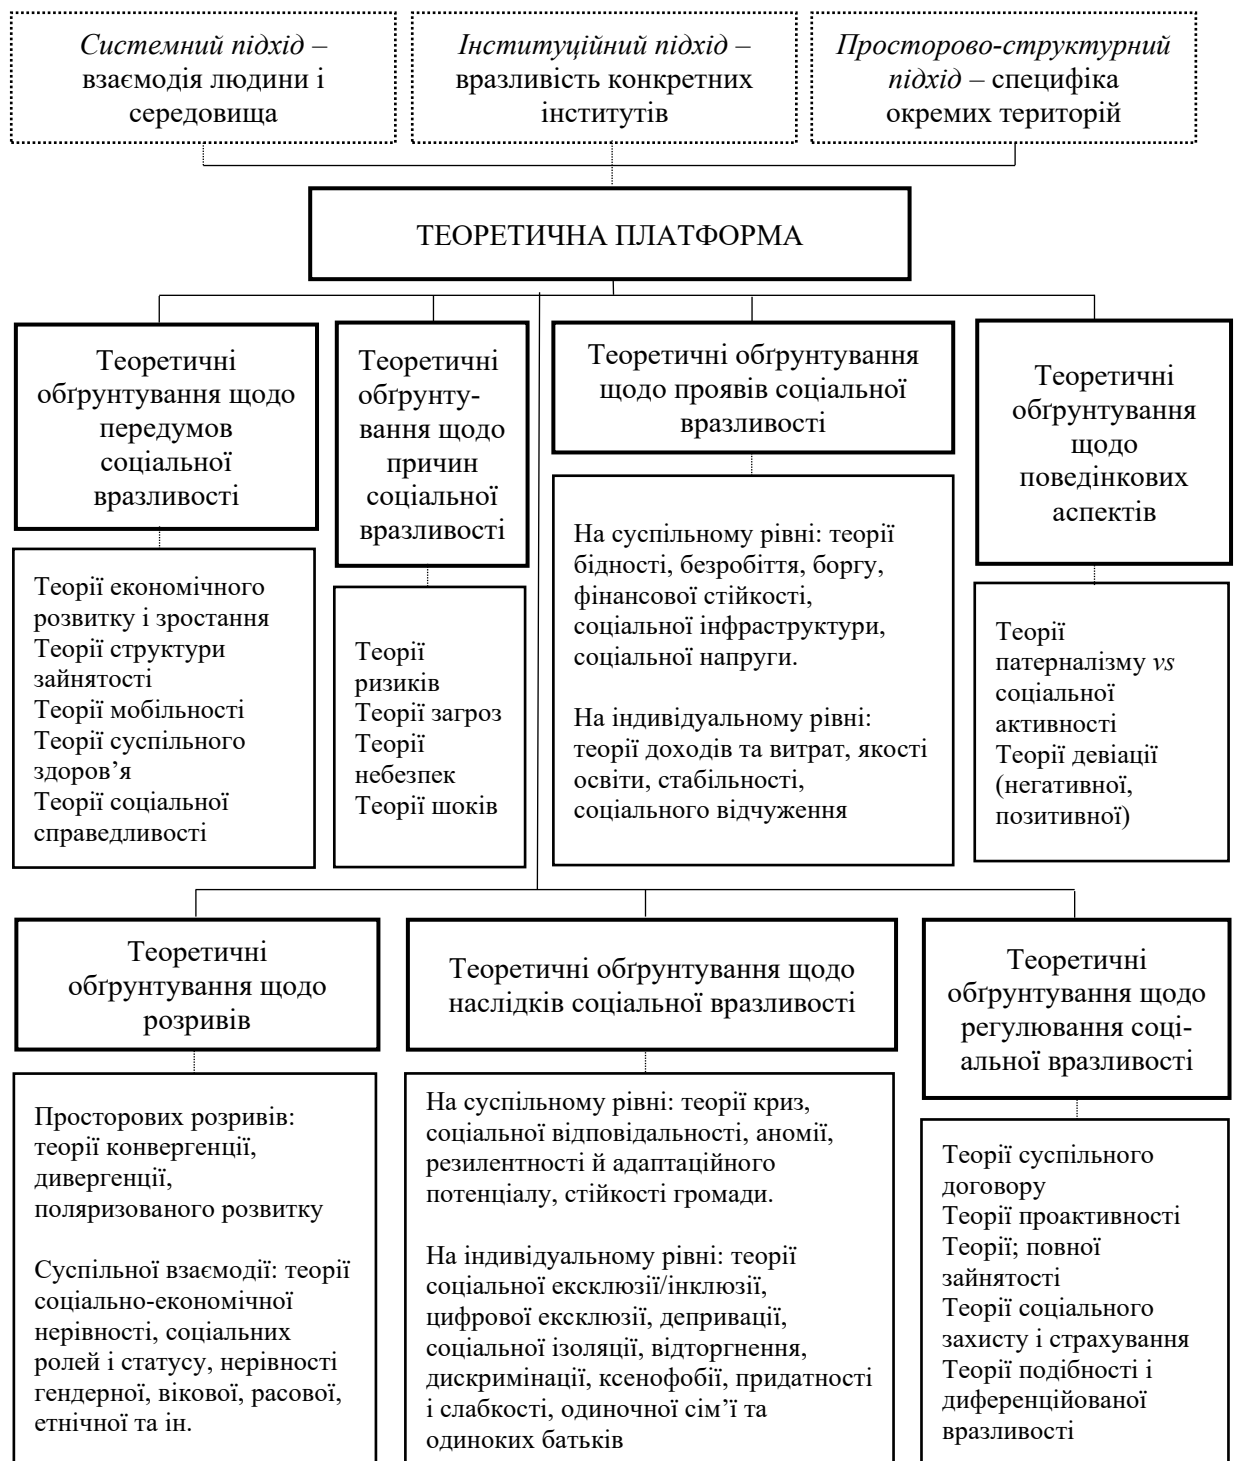 Системний підхід –
взаємодія людини і
середовища
Інституційний підхід –
вразливість конкретних
інститутів
Просторово-структурний
підхід – специфіка
окремих територій
ТЕОРЕТИЧНА ПЛАТФОРМА
Теоретичні
обґрунтування щодо
передумов
соціальної
вразливості
Теоретичні
обґрунту-
вання щодо
причин
соціальної
вразливості
Теоретичні обґрунтування
щодо проявів соціальної
вразливості
Теоретичні
обґрунтування
щодо
поведінкових
аспектів
Теорії економічного
розвитку і зростання
Теорії структури
зайнятості
Теорії мобільності
Теорії суспільного
здоров’я
Теорії соціальної
справедливості
Теорії
ризиків
Теорії загроз
Теорії
небезпек
Теорії шоків
На суспільному рівні: теорії
бідності, безробіття, боргу,
фінансової стійкості,
соціальної інфраструктури,
соціальної напруги.
На індивідуальному рівні:
теорії доходів та витрат, якості
освіти, стабільності,
соціального відчуження
Теорії
патерналізму vs
соціальної
активності
Теорії девіації
(негативної,
позитивної)
Теоретичні
обґрунтування щодо
розривів
Теоретичні обґрунтування щодо
наслідків соціальної вразливості
Теоретичні
обґрунтування щодо
регулювання соці-
альної вразливості
Просторових розривів:
теорії конвергенції,
дивергенції,
поляризованого розвитку
Суспільної взаємодії: теорії
соціально-економічної
нерівності, соціальних
ролей і статусу, нерівності
гендерної, вікової, расової,
етнічної та ін.
На суспільному рівні: теорії криз,
соціальної відповідальності, аномії,
резилентності й адаптаційного
потенціалу, стійкості громади.
На індивідуальному рівні: теорії
соціальної ексклюзії/інклюзії,
цифрової ексклюзії, депривації,
соціальної ізоляції, відторгнення,
дискримінації, ксенофобії, придатності
і слабкості, одиночної сім’ї та
одиноких батьків
Теорії суспільного
договору
Теорії проактивності
Теорії; повної
зайнятості
Теорії соціального
захисту і страхування
Теорії подібності і
диференційованої
вразливості